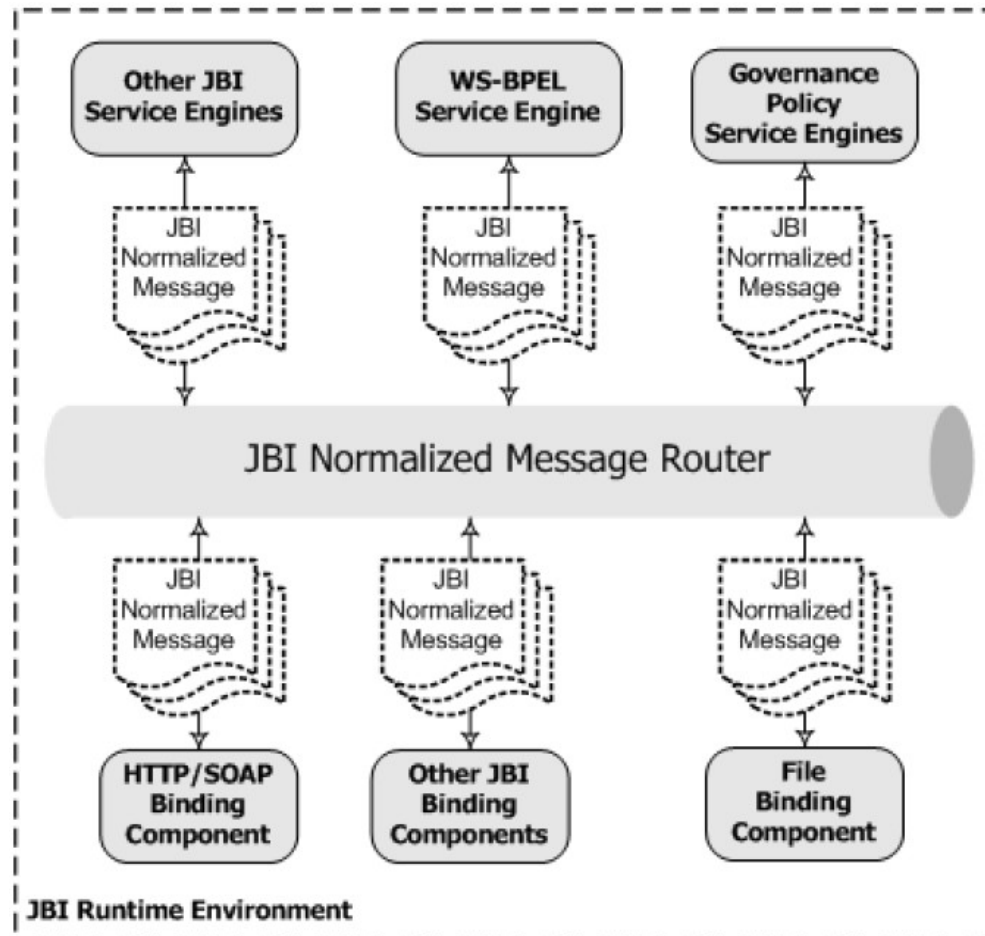 Other JBI
Service Engines
WS-BPEL
Service Engine
Governance
Policy
Service Engines
JBI
Normalized
Message
JBI
Normalized
Message
JBI
Normalized
Message
JBI Normalized Message Router
JBI
Normalized
Message
JBI
Normalized
Message
JBI
Normalized
Message
HTTP/SOAP
Binding
Component
Other JBI
Binding
Components
File
Binding
Component
JBI Runtime Environment